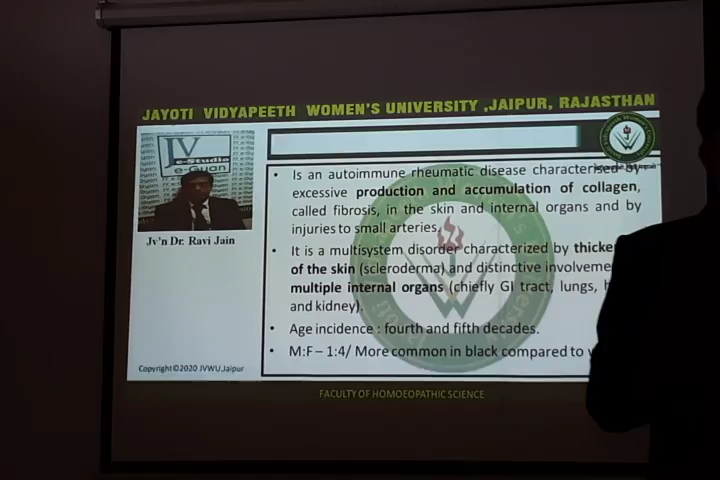 JAYOTI VIDYAPEETH WOMEN'S UNIVERSITY ,JAIPUR, RAJASTHAN
JV
e-Studio
e-Gyan
Jv'n Dr. Ravi Jain
• Is an autoimmune rheumatic disease characterised by
excessive production and accumulation of collagen,
called fibrosis, in the skin and internal organs and by
injuries to small arteries.
• It is a multisystem disorder characterized by thicke
of the skin (scleroderma) and distinctive involveme
multiple internal organs (chiefly GI tract, lungs, h
and kidney).
• Age incidence : fourth and fifth decades.
• M:F – 1:4/ More common in black compared to
Copyright©2020 JVWU,Jaipur
FACULTY OF HOMOEOPATHIC SCIENCE